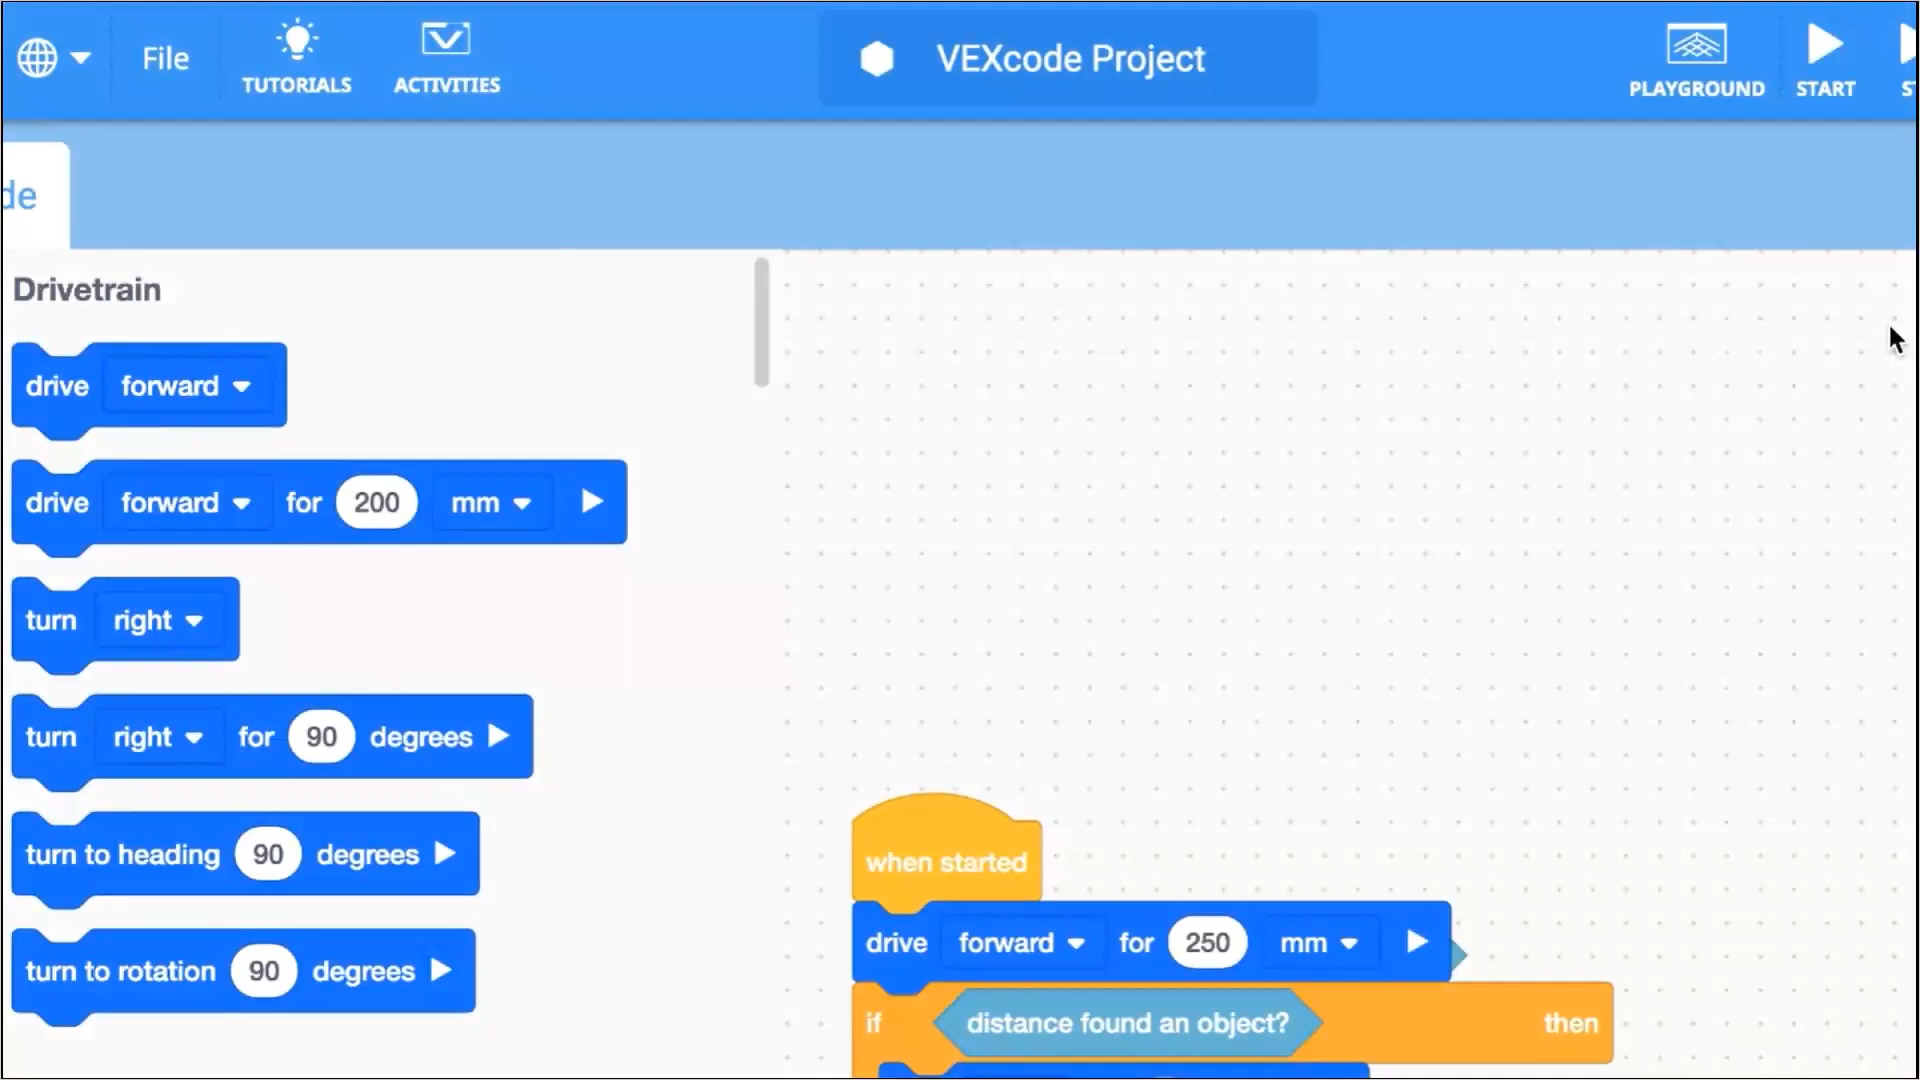 File
TUTORIALS
ACTIVITIES
VEXcode Project
PLAYGROUND
START
de
Drivetrain
drive forward
drive forward for 200 mm
turn right
turn right for 90 degrees
turn to heading 90 degrees
turn to rotation 90 degrees
when started
drive forward for 250 mm
if distance found an object? then